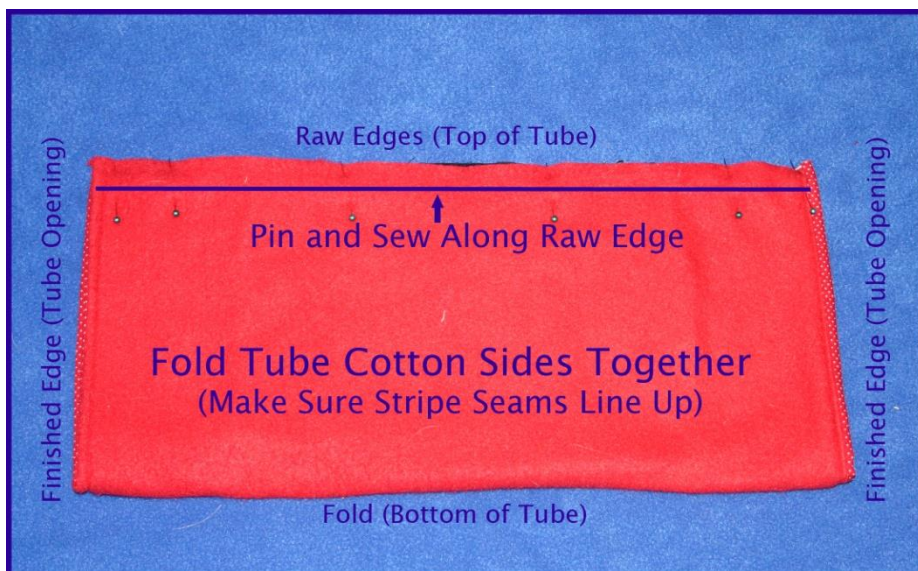 Raw Edges (Top of Tube)
Finished Edge (Tube Opening)
Pin and Sew Along Raw Edge
Fold Tube Cotton Sides Together
(Make Sure Stripe Seams Line Up)
Finished Edge (Tube Opening)
Fold (Bottom of Tube)